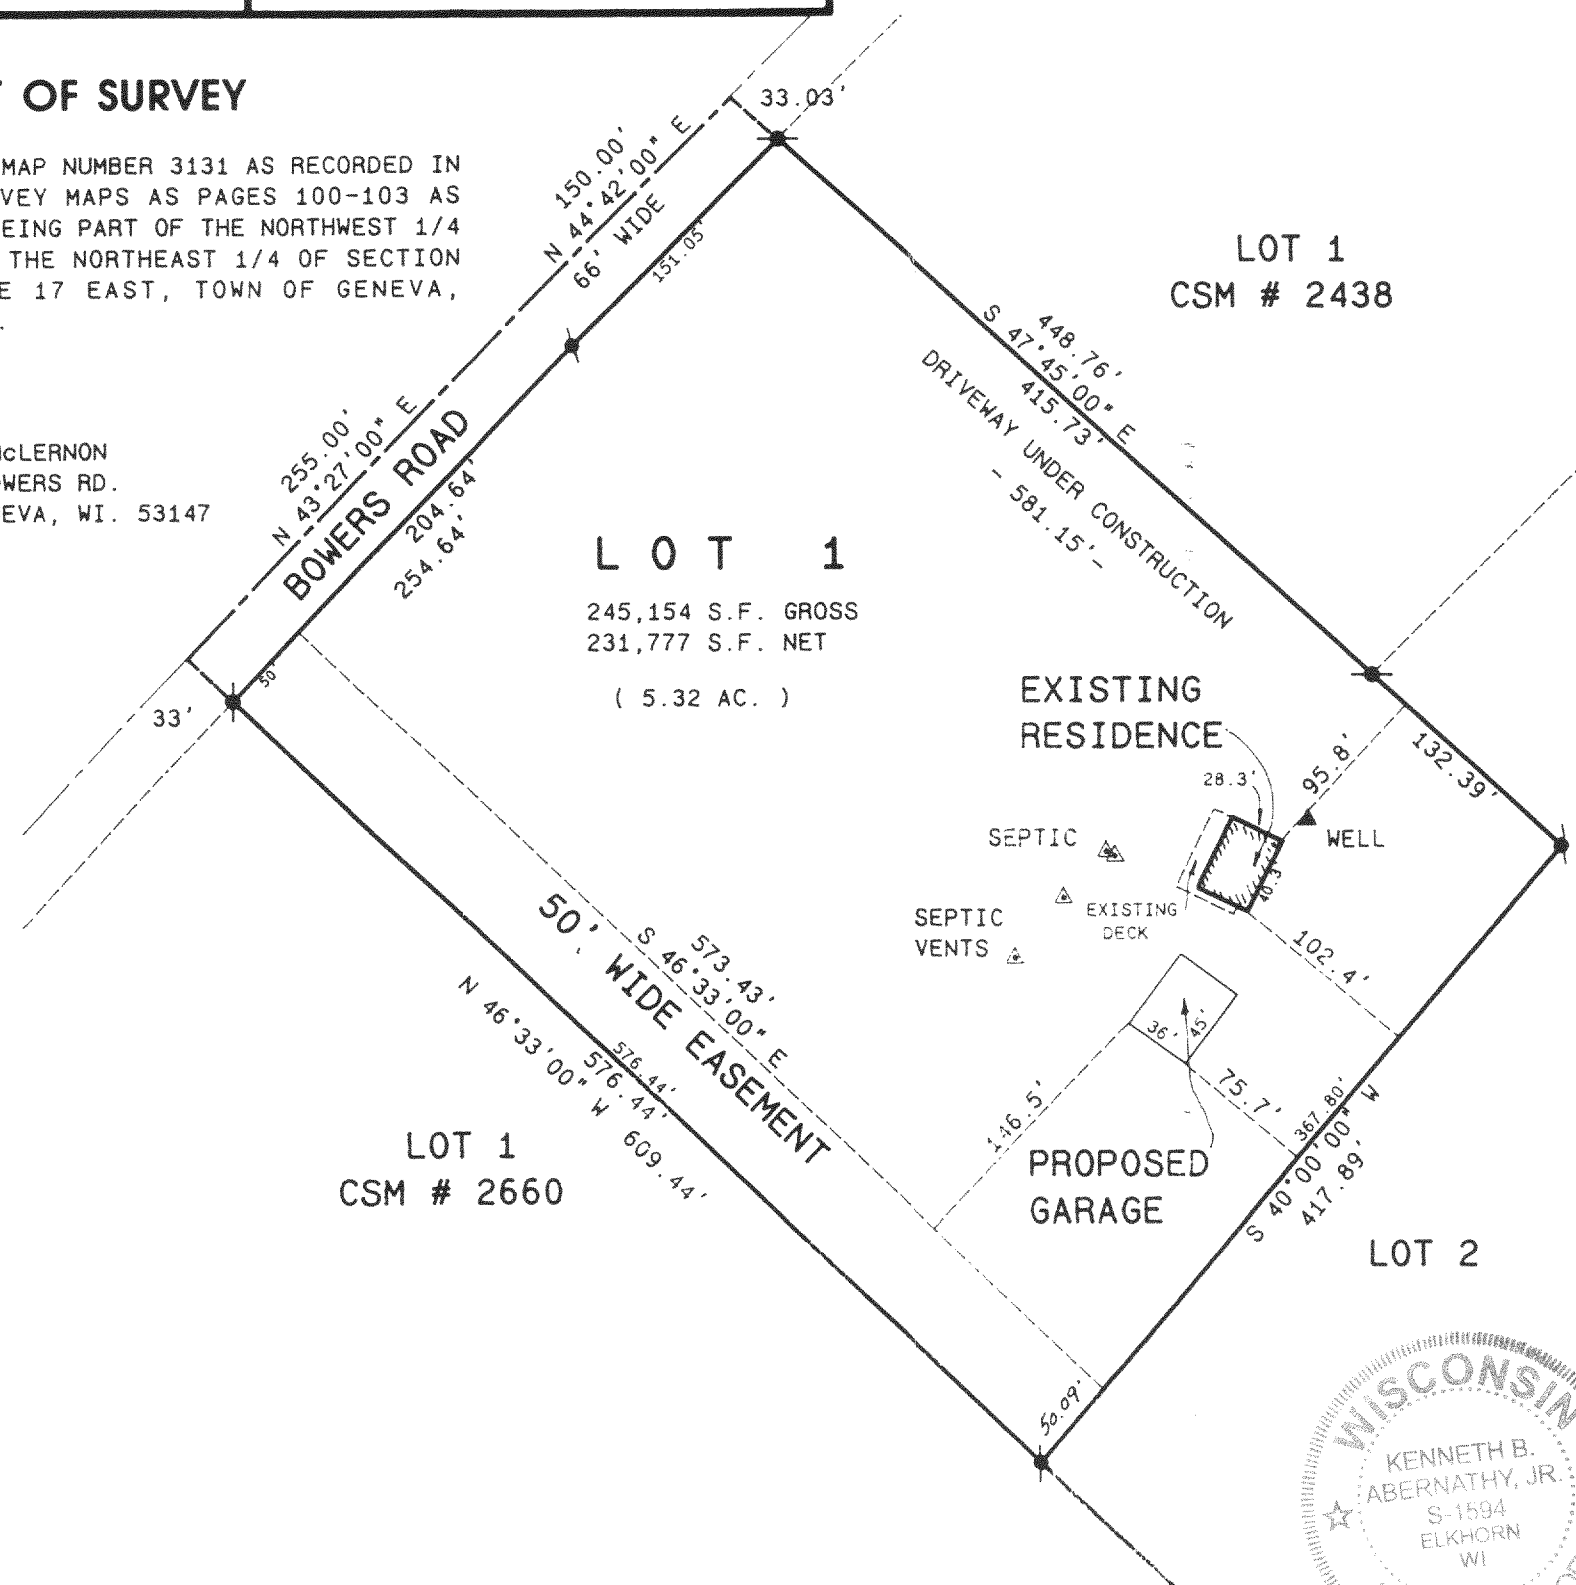 OF SURVEY
MAP NUMBER 3131 AS RECORDED IN
VEY MAPS AS PAGES 100-103 AS
EING PART OF THE NORTHWEST 1/4
THE NORTHEAST 1/4 OF SECTION
E 17 EAST, TOWN OF GENEVA,
McLERNON
OWERS RD.
EVA, WI. 53147
33.03'
150.00'
N 44°42'00" E
66' WIDE
151.05'
255.00'
N 43°27'00" E
BOWERS ROAD
204.64'
254.64'
50'
33'
LOT 1
CSM # 2438
448.76'
S 47°45'00" E
415.73'
DRIVEWAY UNDER CONSTRUCTION
- 581.15'-
LOT 1
245,154 S.F. GROSS
231,777 S.F. NET
( 5.32 AC. )
EXISTING
RESIDENCE
28.3'
95.8'
132.39'
WELL
40.3'
SEPTIC
EXISTING
DECK
SEPTIC
VENTS
102.4'
36'
45'
75.7'
146.5'
PROPOSED
GARAGE
367.80'
S 40°00'00" W
417.89'
573.43'
S 46°33'00" E
50' WIDE EASEMENT
576.44'
576.44'
N 46°33'00" W 609.44'
LOT 1
CSM # 2660
LOT 2
50.09'
WISCONSIN
KENNETH B.
ABERNATHY, JR.
S-1594
ELKHORN
WI